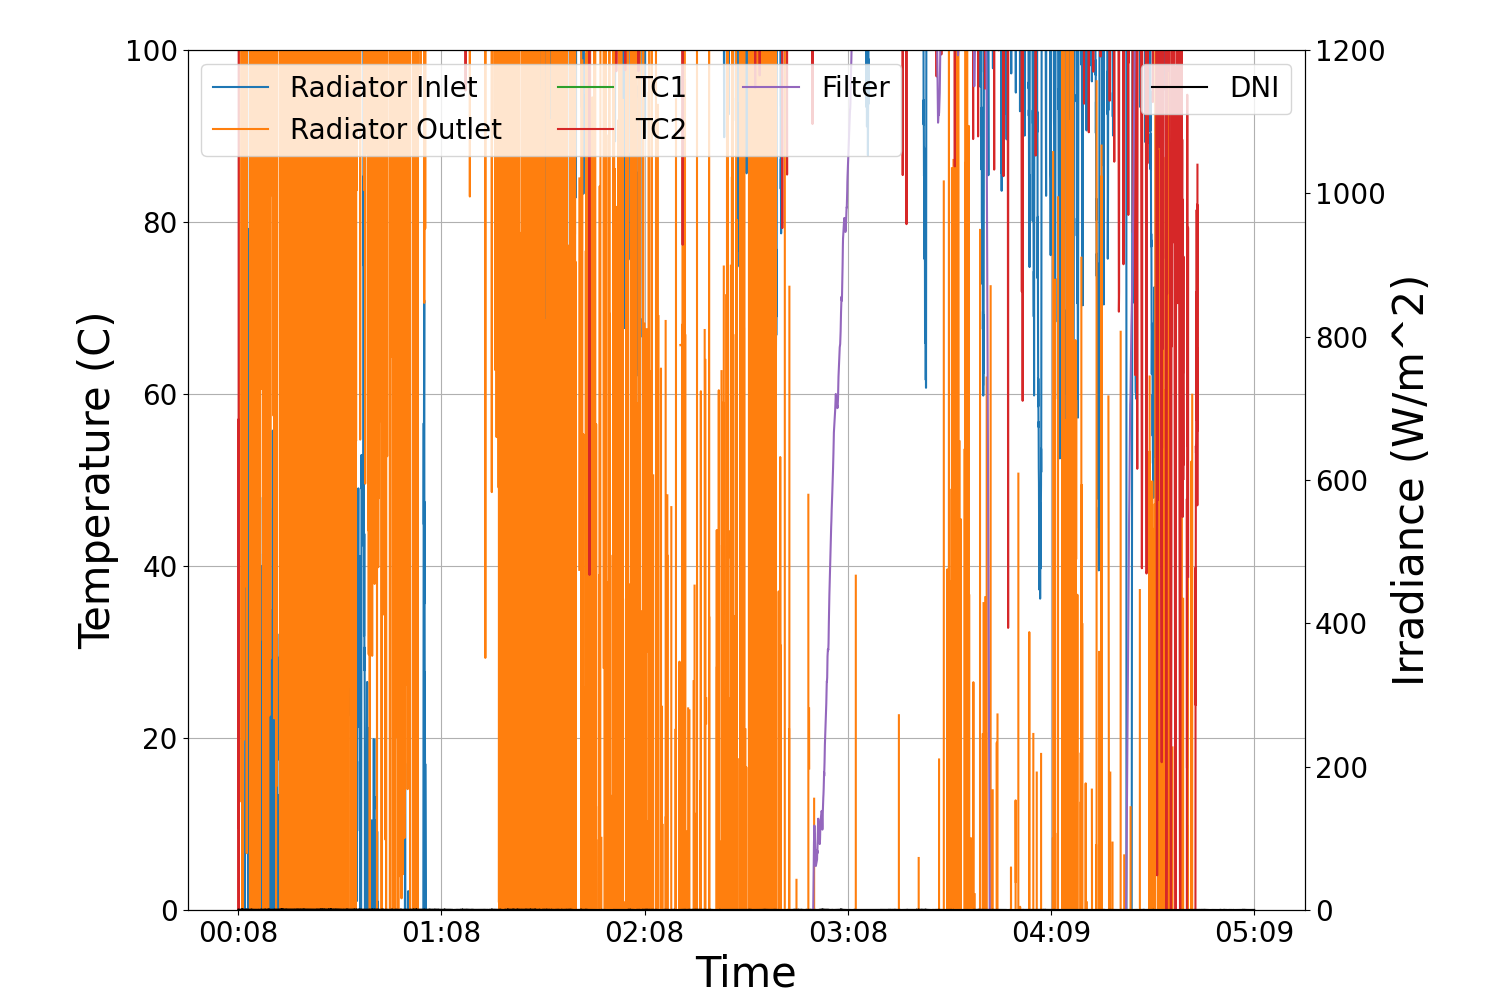 100
80
60
40
20
0
Temperature (C)
Radiator Inlet
Radiator Outlet
TC1
TC2
Filter
DNI
1200
1000
800
600
400
200
0
Irradiance (W/m^2)
00:08
01:08
02:08
03:08
04:09
05:09
Time